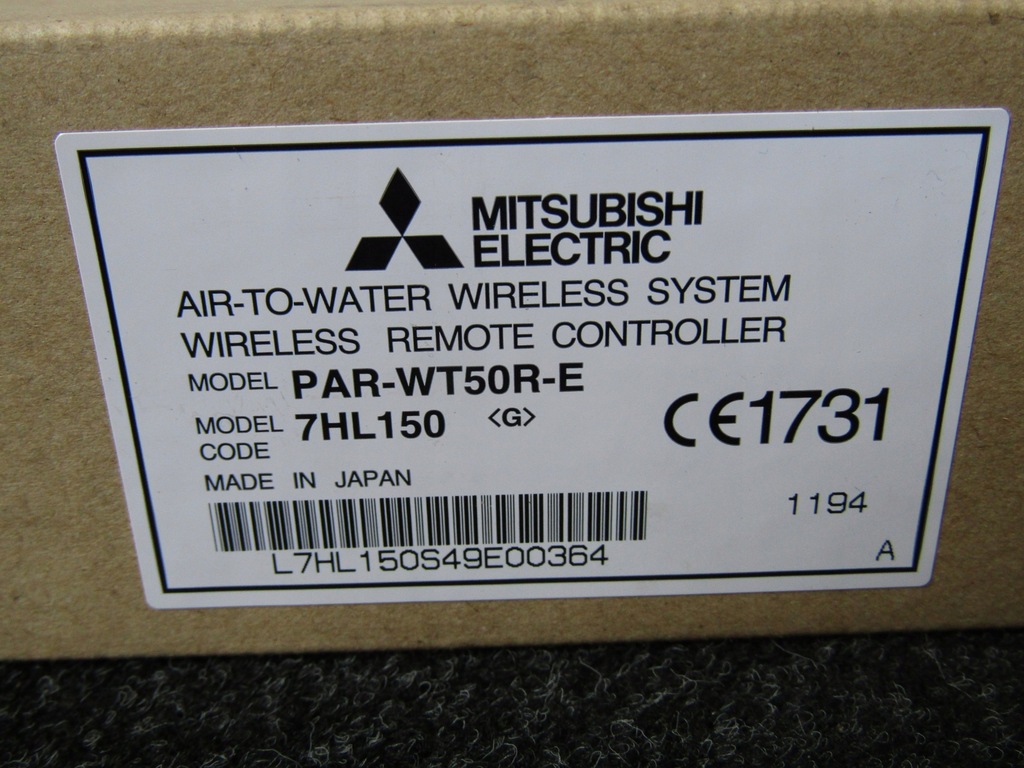 MITSUBISHI
ELECTRIC
AIR-TO-WATER WIRELESS SYSTEM
WIRELESS REMOTE CONTROLLER
MODEL PAR-WT50R-E
MODEL CODE 7HL150 <G>
CE1731
MADE IN JAPAN
1194
L7HL150S49E00364
A